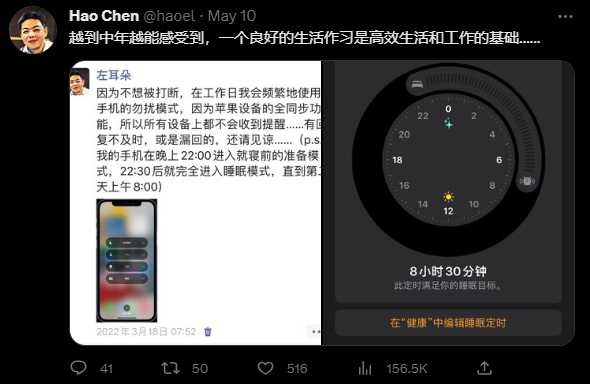 Hao Chen @haoel · May 10
越到中年越能感受到，一个良好的生活作习是高效生活和工作的基础......
左耳朵
因为不想被打断，在工作日我会频繁地使用
手机的勿扰模式，因为苹果设备的全同步功
能，所以所有设备上都不会收到提醒……有回
复不及时，或是漏回的，还请见谅……（p.s.
我的手机在晚上 22:00 进入就寝前的准备模
式，22:30 后就完全进入睡眠模式，直到第二
天上午 8:00）
2022年3月18日 07:52
0
22
2
20
4
18
6
16
8
14
10
12
8小时30分钟
此定时满足你的睡眠目标。
在“健康”中编辑睡眠定时
41
50
516
156.5K